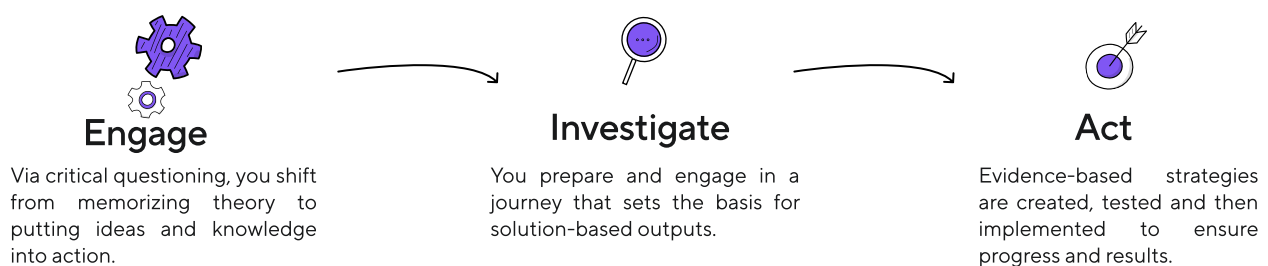 Engage
Via critical questioning, you shift
from memorizing theory to
putting ideas and knowledge
into action.
Investigate
You prepare and engage in a
journey that sets the basis for
solution-based outputs.
Act
Evidence-based strategies
are created, tested and then
implemented to ensure
progress and results.